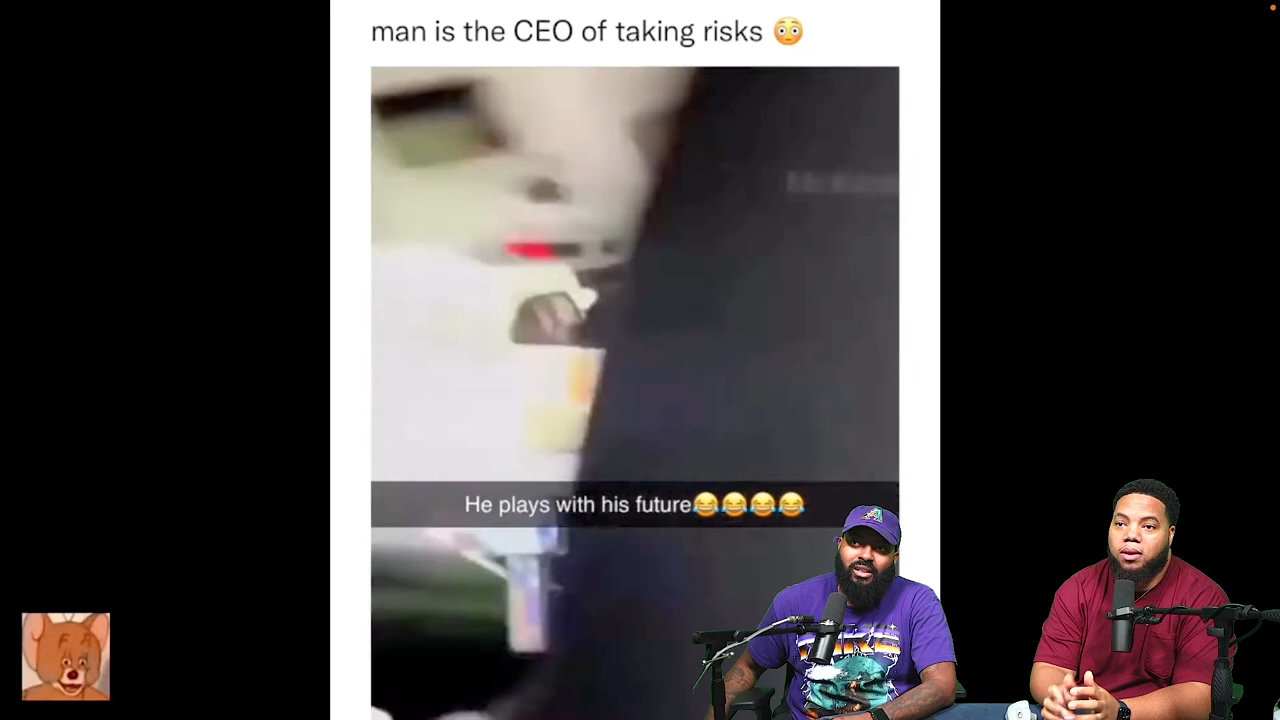 man is the CEO of taking risks 😳
He plays with his future😂😂😂😂